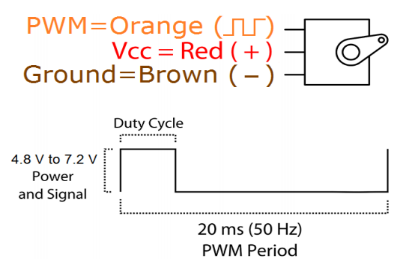 PWM=Orange (⎍⎍)
Vcc = Red ( + )
Ground=Brown ( − )
Duty Cycle
4.8 V to 7.2 V
Power
and Signal
20 ms (50 Hz)
PWM Period